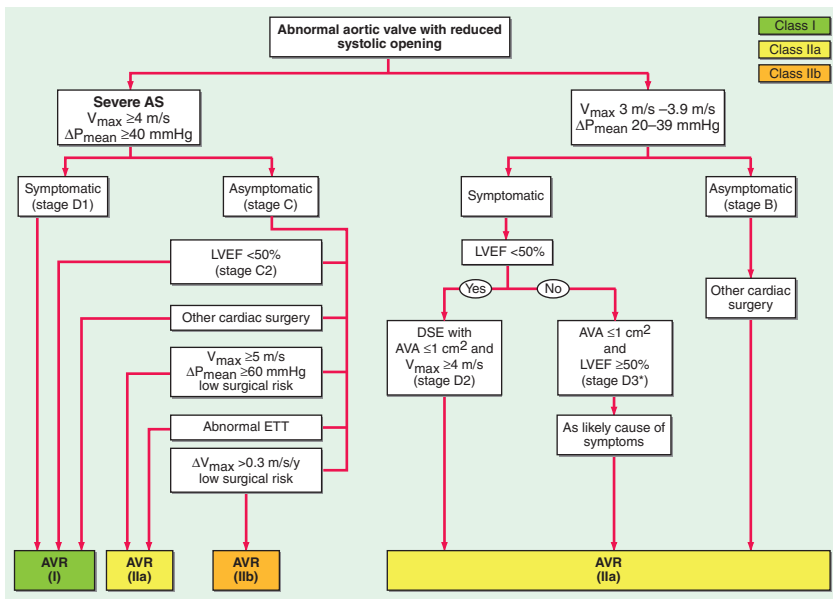 Abnormal aortic valve with reduced
systolic opening
Class I
Class IIa
Class IIb
Severe AS
Vmax ≥4 m/s
ΔPmean ≥40 mmHg
Vmax 3 m/s –3.9 m/s
ΔPmean 20–39 mmHg
Symptomatic
(stage D1)
Asymptomatic
(stage C)
Symptomatic
Asymptomatic
(stage B)
LVEF <50%
(stage C2)
LVEF <50%
Other cardiac surgery
Yes
No
Other cardiac
surgery
Vmax ≥5 m/s
ΔPmean ≥60 mmHg
low surgical risk
DSE with
AVA ≤1 cm2 and
Vmax ≥4 m/s
(stage D2)
AVA ≤1 cm2
and
LVEF ≥50%
(stage D3*)
Abnormal ETT
As likely cause of
symptoms
ΔVmax >0.3 m/s/y
low surgical risk
AVR
(I)
AVR
(IIa)
AVR
(IIb)
AVR
(IIa)